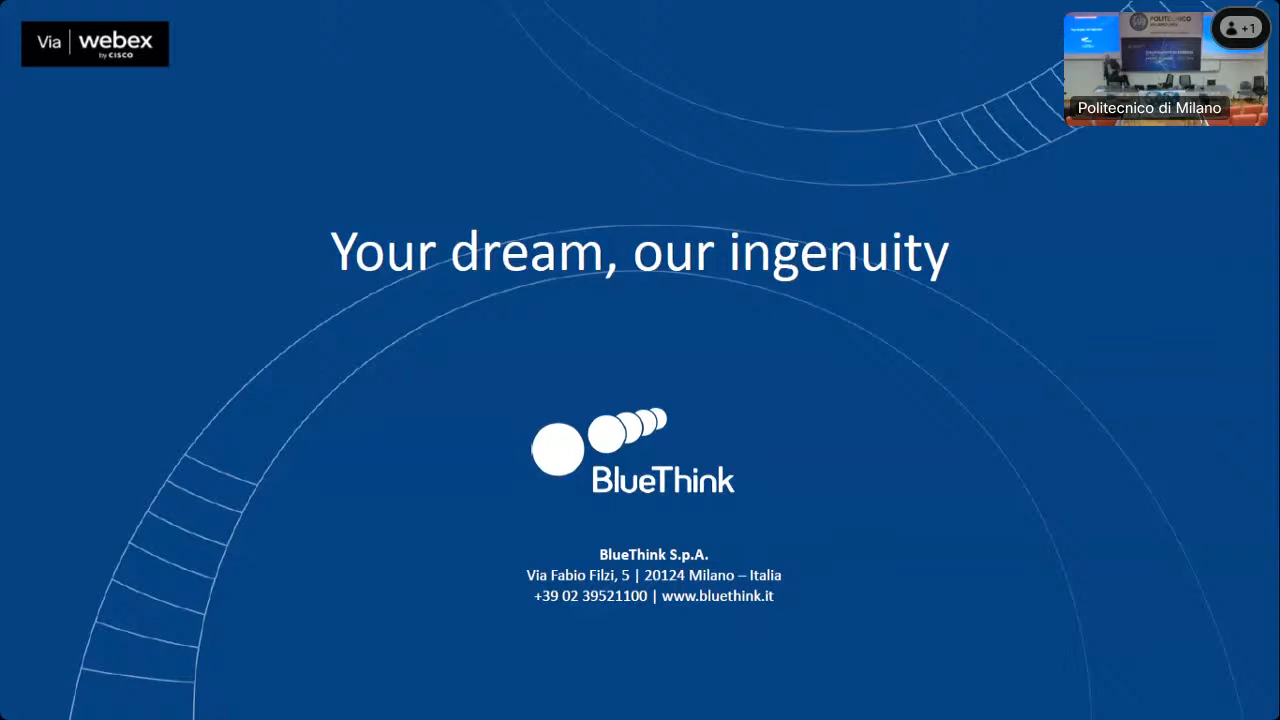 Via | webex
by CISCO
+1
POLITECNICO
Politecnico di Milano
Your dream, our ingenuity
BlueThink
BlueThink S.p.A.
Via Fabio Filzi, 5 | 20124 Milano – Italia
+39 02 39521100 | www.bluethink.it